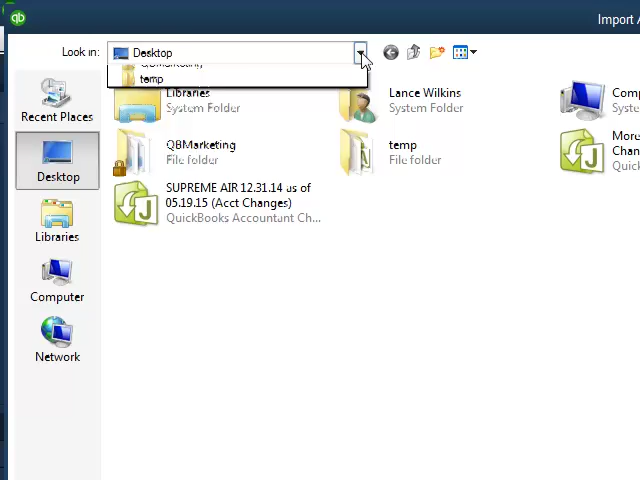 qb
Import A
Look in:
Desktop
QBMarketing
temp
Recent Places
Desktop
Libraries
Computer
Network
Libraries
System Folder
Lance Wilkins
System Folder
Comp
System
QBMarketing
File folder
temp
File folder
More
Chan
Quick
SUPREME AIR 12.31.14 us of
05.19.15 (Acct Changes)
QuickBooks Accountant Ch...